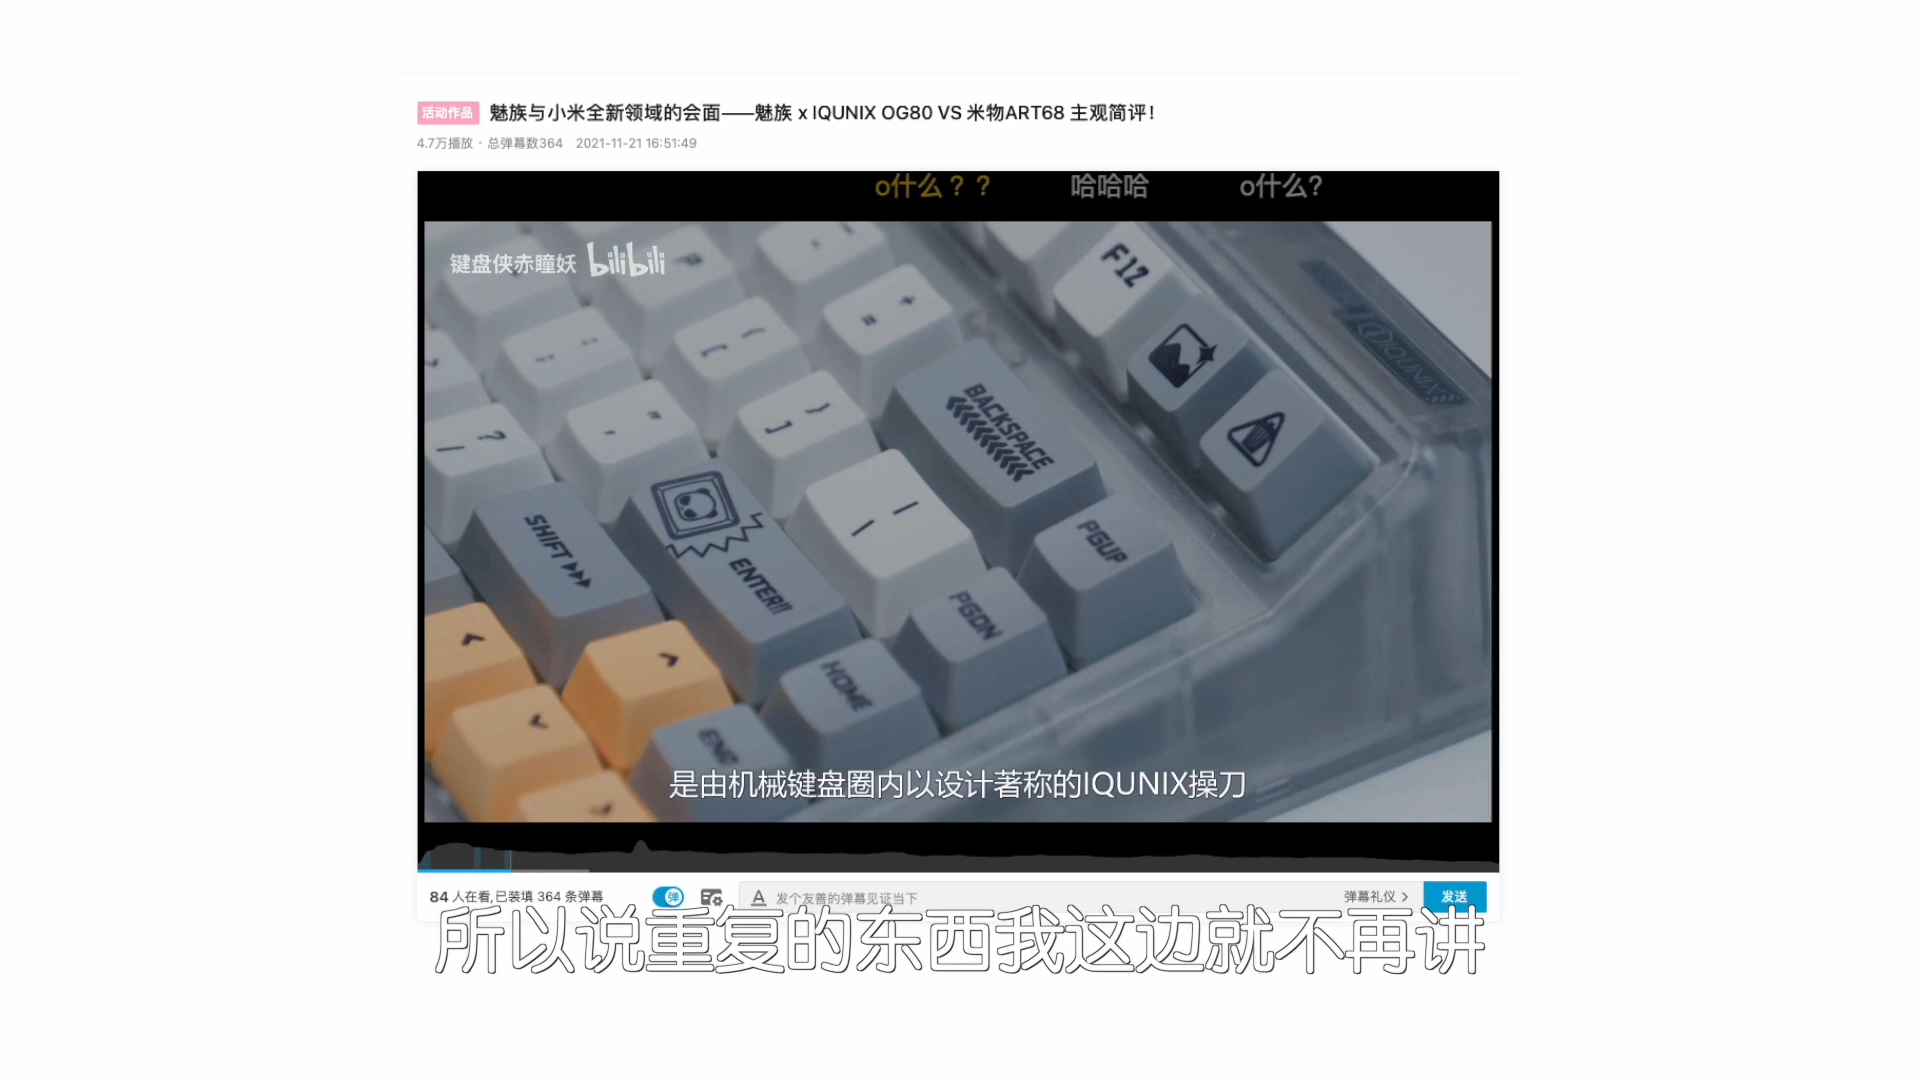 活动作品 魅族与小米全新领域的会面——魅族 x IQUNIX OG80 VS 米物ART68 主观简评！
4.7万播放 · 总弹幕数364 2021-11-21 16:51:49
o什么？？ 哈哈哈 o什么?
键盘侠赤瞳妖 bilibili
F12
IQUNIX
BACKSPACE
SHIFT
ENTER!!
PGUP
PGDN
HOME
END
是由机械键盘圈内以设计著称的IQUNIX操刀
84 人在看, 已装填 364 条弹幕 弹 A 发个友善的弹幕见证当下 弹幕礼仪 > 发送
所以说重复的东西我这边就不再讲